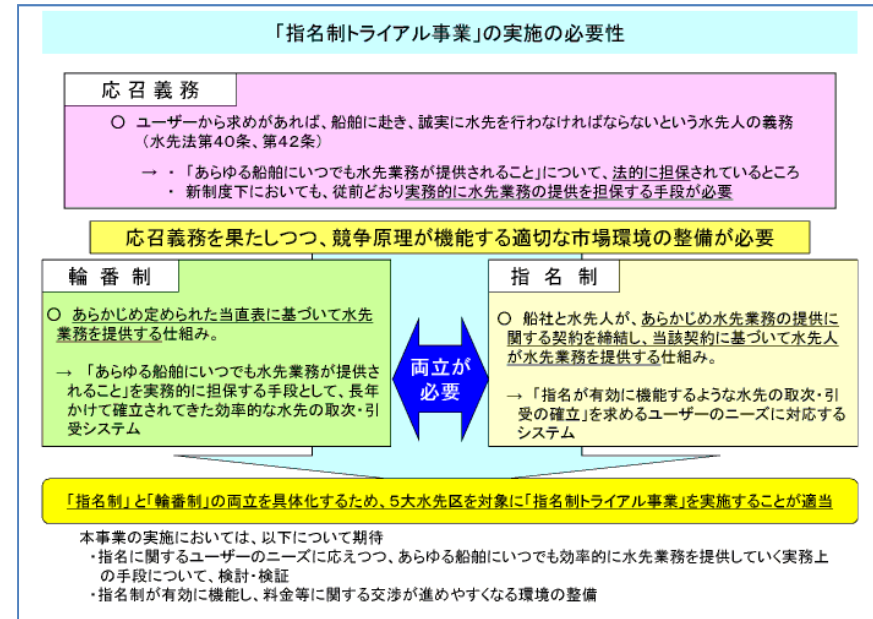 「指名制トライアル事業」の実施の必要性
応召義務
○ ユーザーから求めがあれば、船舶に赴き、誠実に水先を行わなければならないという水先人の義務
（水先法第40条、第42条）
→ ・「あらゆる船舶にいつでも水先業務が提供されること」について、法的に担保されているところ
・ 新制度下においても、従前どおり実務的に水先業務の提供を担保する手段が必要
応召義務を果たしつつ、競争原理が機能する適切な市場環境の整備が必要
輪番制
○ あらかじめ定められた当直表に基づいて水先
業務を提供する仕組み。
→ 「あらゆる船舶にいつでも水先業務が提供さ
れること」を実務的に担保する手段として、長年
かけて確立されてきた効率的な水先の取次・引
受システム
両立が
必要
指名制
○ 船社と水先人が、あらかじめ水先業務の提供に
関する契約を締結し、当該契約に基づいて水先人
が水先業務を提供する仕組み。
→ 「指名が有効に機能するような水先の取次・引
受の確立」を求めるユーザーのニーズに対応する
システム
「指名制」と「輪番制」の両立を具体化するため、５大水先区を対象に「指名制トライアル事業」を実施することが適当
本事業の実施においては、以下について期待
・指名に関するユーザーのニーズに応えつつ、あらゆる船舶にいつでも効率的に水先業務を提供していく実務上
の手段について、検討・検証
・指名制が有効に機能し、料金等に関する交渉が進めやすくなる環境の整備